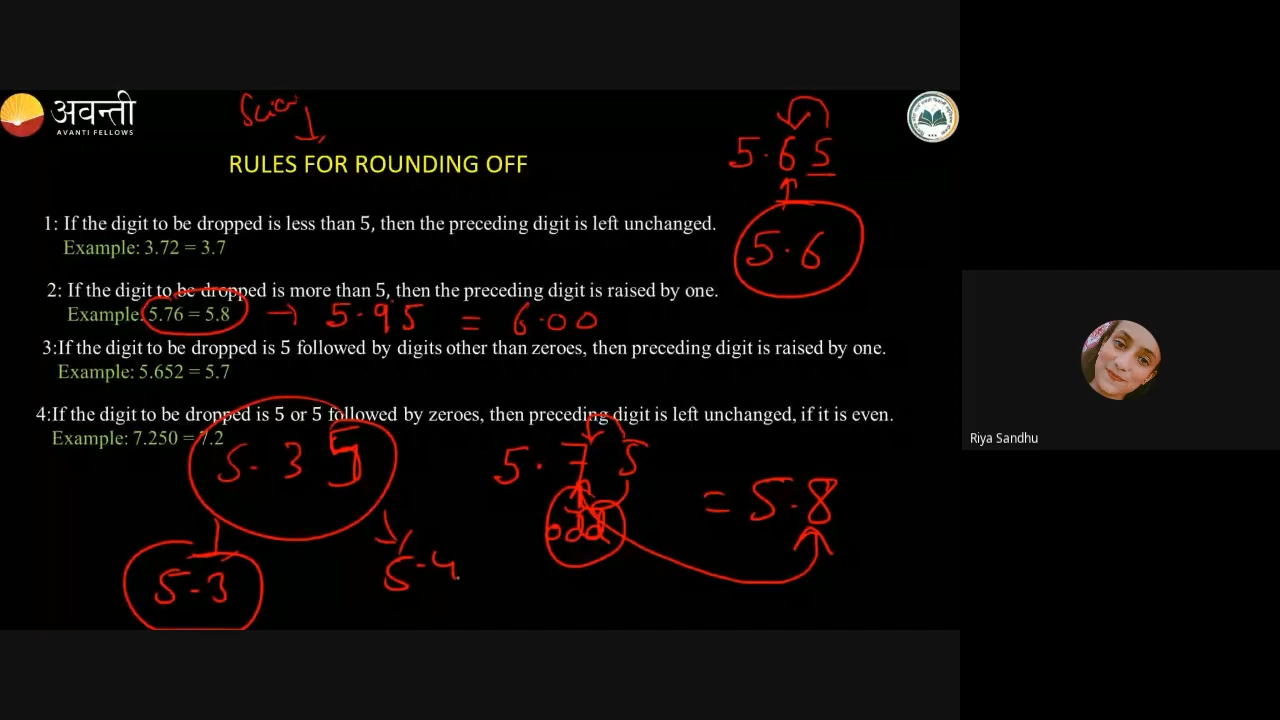 अवन्ती
AVANTI FELLOWS
RULES FOR ROUNDING OFF
5.65
5.6
1: If the digit to be dropped is less than 5, then the preceding digit is left unchanged.
Example: 3.72 = 3.7
2: If the digit to be dropped is more than 5, then the preceding digit is raised by one.
Example: 5.76 = 5.8 → 5.95 = 6.00
3:If the digit to be dropped is 5 followed by digits other than zeroes, then preceding digit is raised by one.
Example: 5.652 = 5.7
4:If the digit to be dropped is 5 or 5 followed by zeroes, then preceding digit is left unchanged, if it is even.
Example: 7.250 = 7.2
5.35
5.75 = 5.8
odd
5.3
5.4
Riya Sandhu